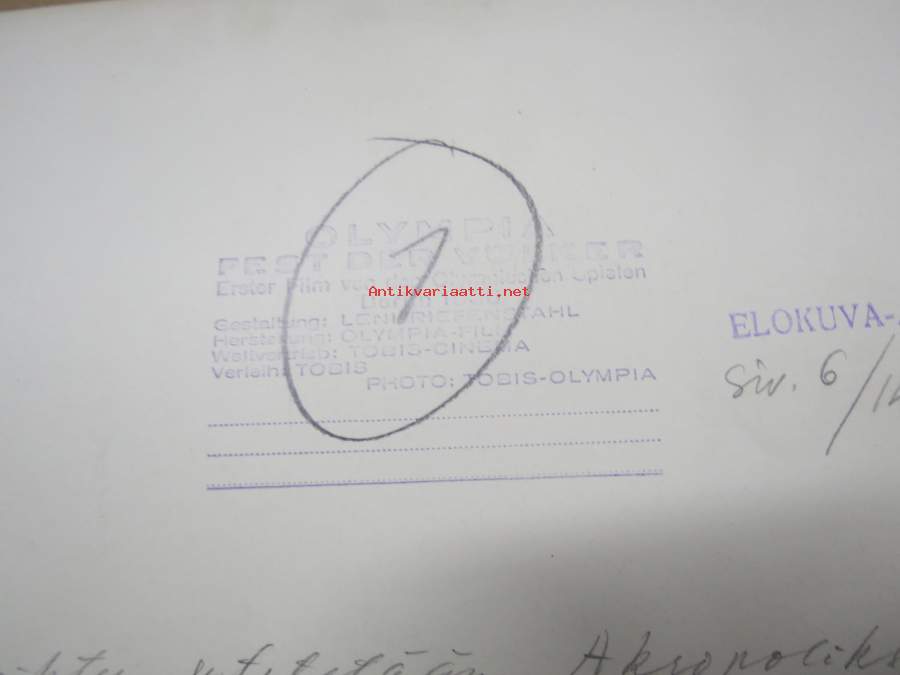 OLYMPIA
FEST DER VÖLKER
Erster Film von den Olympischen Spielen
1
Antikvariaatti.net
Gestaltung: LENI RIEFENSTAHL
Herstellung: OLYMPIA-FILM
Weltvertrieb: TOBIS-CINEMA
Verleih: TOBIS
PHOTO: TOBIS-OLYMPIA
ELOKUVA-
Siv. 6/